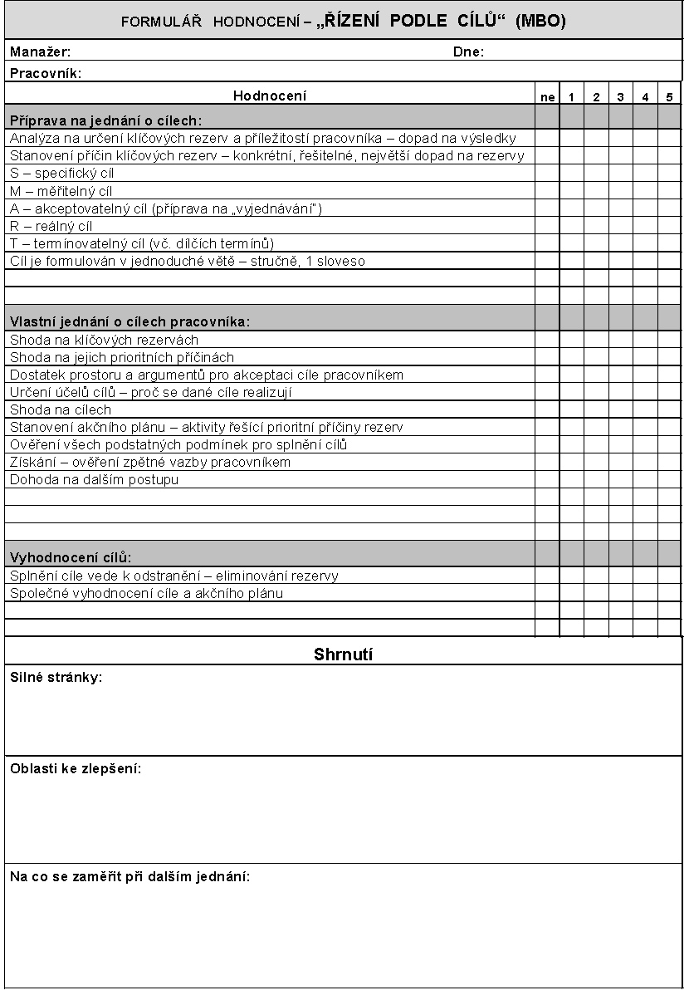 FORMULÁŘ HODNOCENÍ – „ŘÍZENÍ PODLE CÍLŮ“ (MBO)
Manažer: Dne:
Pracovník:
Hodnocení ne 1 2 3 4 5
Příprava na jednání o cílech:
Analýza na určení klíčových rezerv a příležitostí pracovníka – dopad na výsledky
Stanovení příčin klíčových rezerv – konkrétní, řešitelné, největší dopad na rezervy
S – specifický cíl
M – měřitelný cíl
A – akceptovatelný cíl (příprava na „vyjednávání“)
R – reálný cíl
T – termínovatelný cíl (vč. dílčích termínů)
Cíl je formulován v jednoduché větě – stručně, 1 sloveso
Vlastní jednání o cílech pracovníka:
Shoda na klíčových rezervách
Shoda na jejich prioritních příčinách
Dostatek prostoru a argumentů pro akceptaci cíle pracovníkem
Určení účelů cílů – proč se dané cíle realizují
Shoda na cílech
Stanovení akčního plánu – aktivity řešící prioritní příčiny rezerv
Ověření všech podstatných podmínek pro splnění cílů
Získání – ověření zpětné vazby pracovníkem
Dohoda na dalším postupu
Vyhodnocení cílů:
Splnění cíle vede k odstranění – eliminování rezervy
Společné vyhodnocení cíle a akčního plánu
Shrnutí
Silné stránky:
Oblasti ke zlepšení:
Na co se zaměřit při dalším jednání: